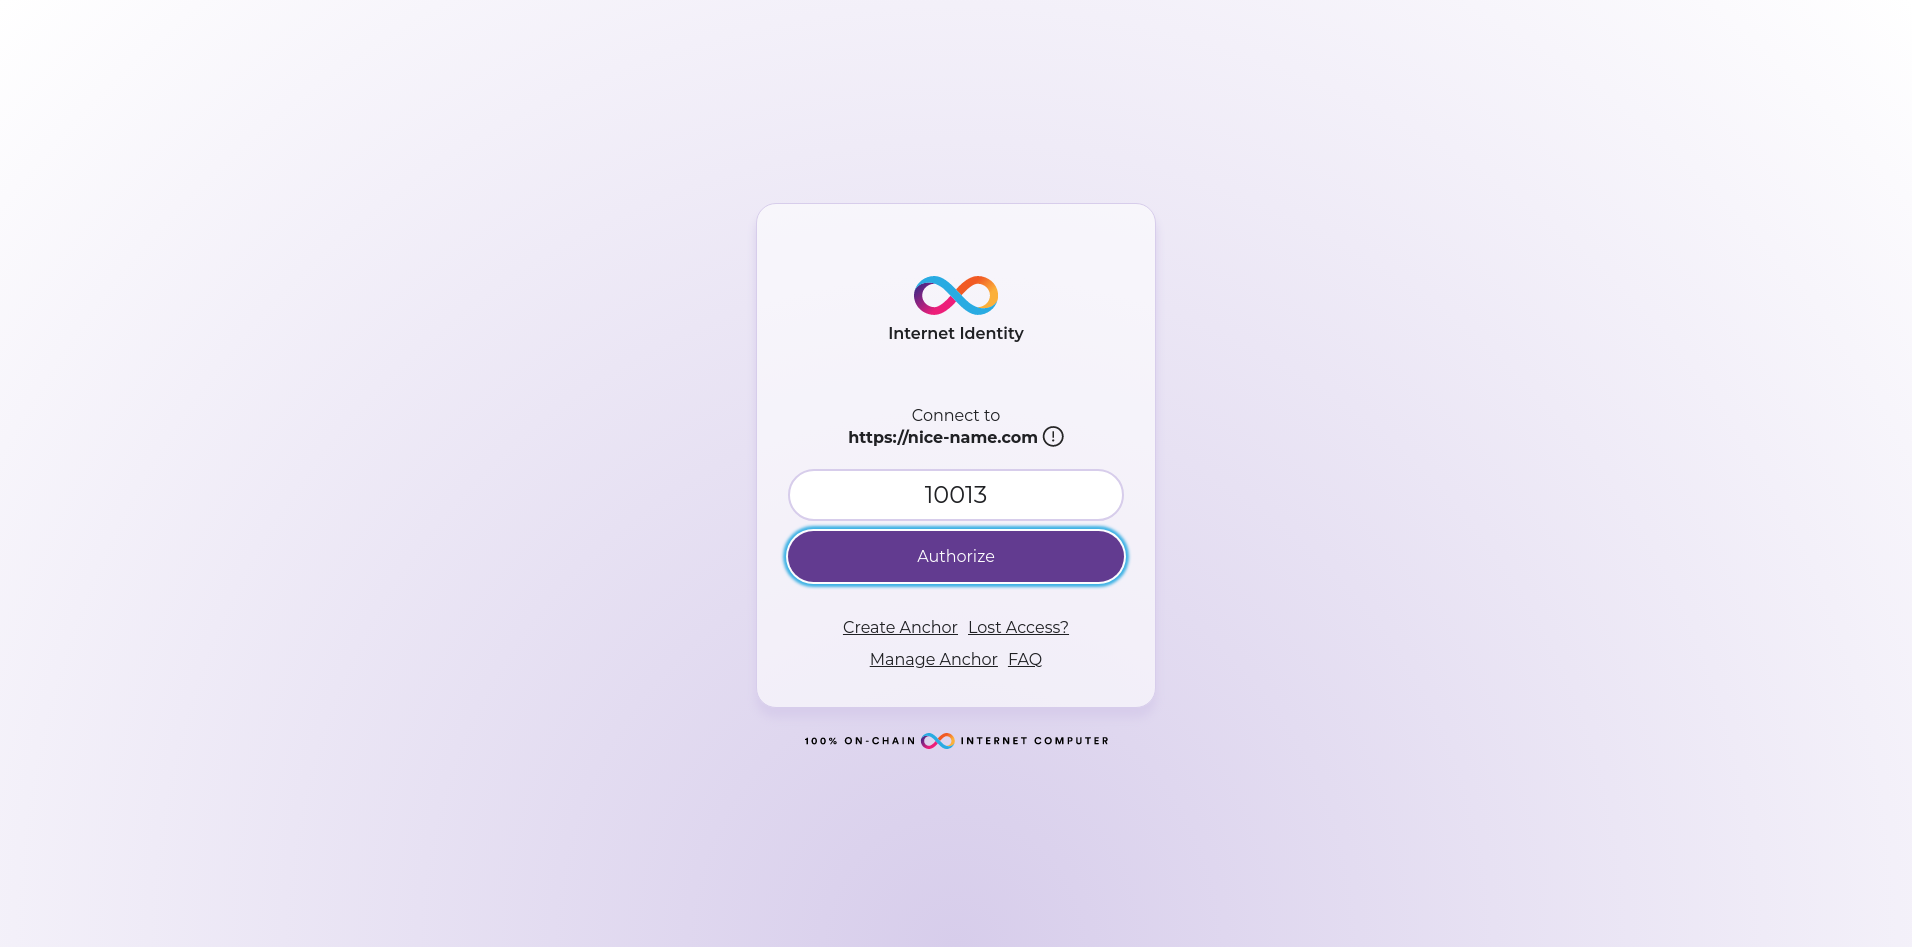 Internet Identity
Connect to
https://nice-name.com
10013
Authorize
Create Anchor Lost Access?
Manage Anchor FAQ
100% ON-CHAIN INTERNET COMPUTER